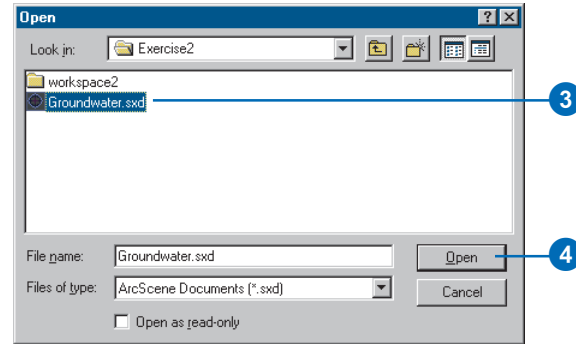 Open
Look in: Exercise2
workspace2
Groundwater.sxd
3
File name: Groundwater.sxd Open
4
Files of type: ArcScene Documents (*.sxd) Cancel
Open as read-only